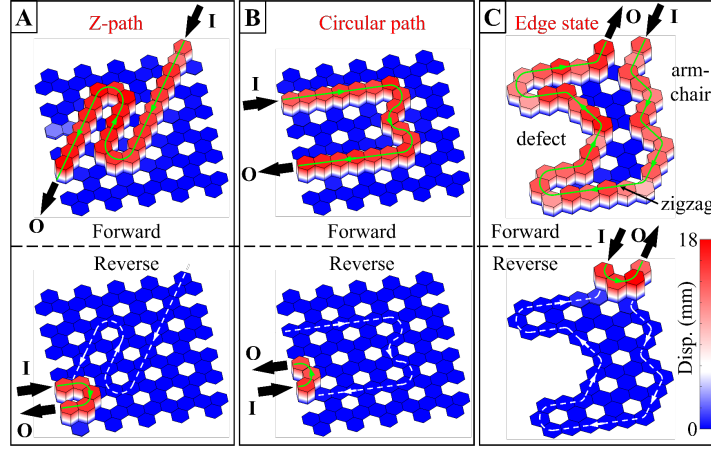 A
Z-path
I
O
Forward
Reverse
I
O
B
Circular path
I
O
Forward
Reverse
O
I
C
Edge state
O
I
arm-
chair
defect
zigzag
Forward
Reverse
I
O
18
Disp. (mm)
0